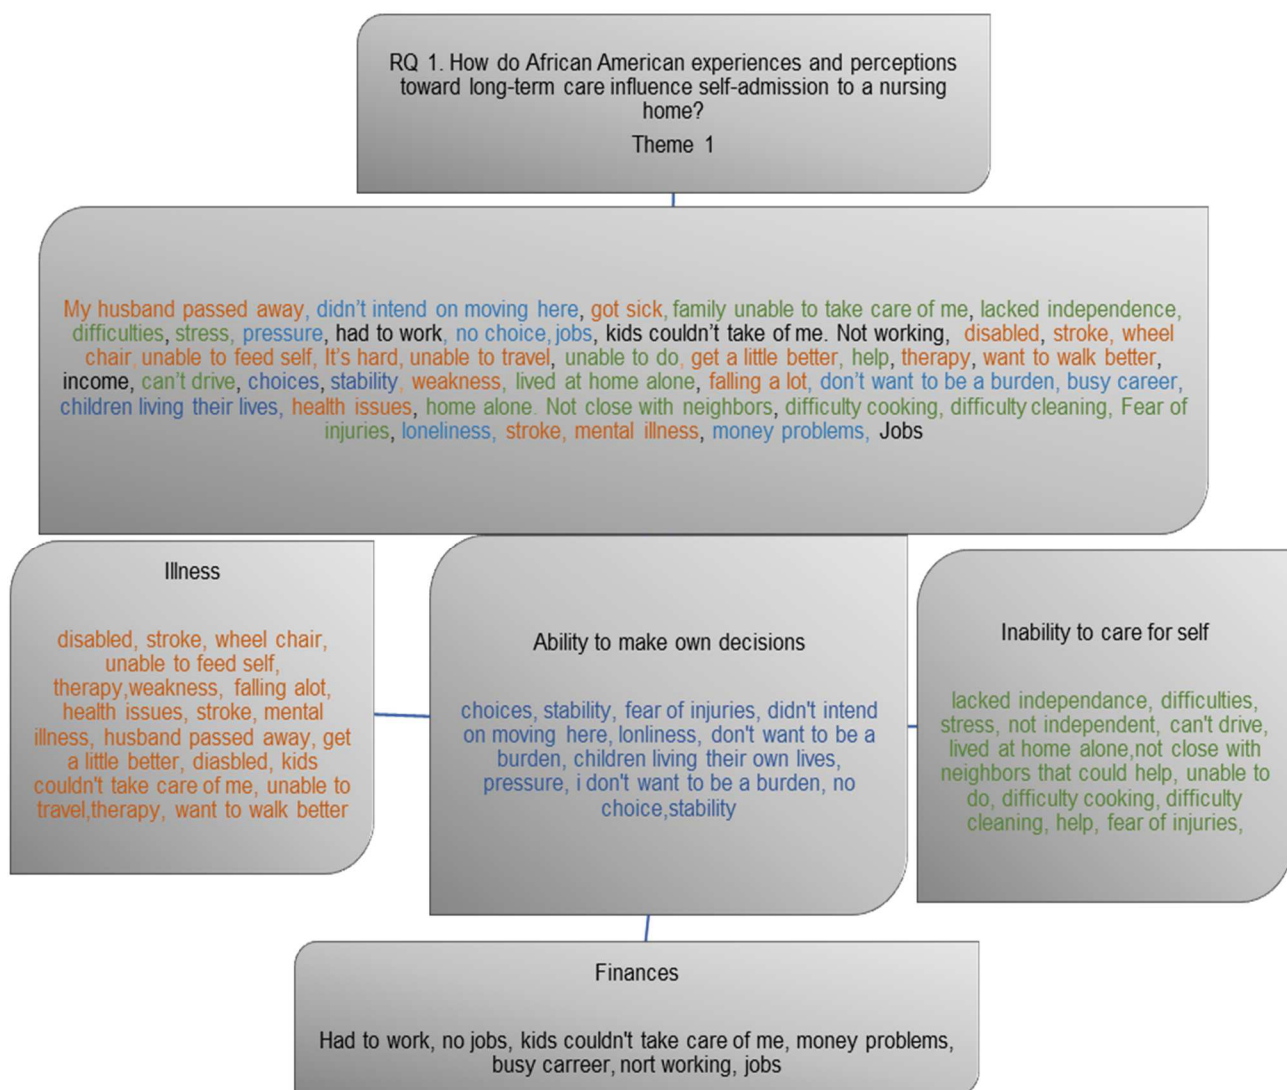 RQ 1. How do African American experiences and perceptions
toward long-term care influence self-admission to a nursing
home?
Theme 1
My husband passed away, didn't intend on moving here, got sick, family unable to take care of me, lacked independence,
difficulties, stress, pressure, had to work, no choice, jobs, kids couldn't take of me. Not working, disabled, stroke, wheel
chair, unable to feed self, It's hard, unable to travel, unable to do, get a little better, help, therapy, want to walk better,
income, can't drive, choices, stability, weakness, lived at home alone, falling a lot, don't want to be a burden, busy career,
children living their lives, health issues, home alone. Not close with neighbors, difficulty cooking, difficulty cleaning, Fear of
injuries, loneliness, stroke, mental illness, money problems, Jobs
Illness
disabled, stroke, wheel chair,
unable to feed self,
therapy,weakness, falling alot,
health issues, stroke, mental
illness, husband passed away, get
a little better, diasbled, kids
couldn't take care of me, unable to
travel,therapy, want to walk better
Ability to make own decisions
choices, stability, fear of injuries, didn't intend
on moving here, lonliness, don't want to be a
burden, children living their own lives,
pressure, i don't want to be a burden, no
choice,stability
Inability to care for self
lacked independance, difficulties,
stress, not independent, can't drive,
lived at home alone,not close with
neighbors that could help, unable to
do, difficulty cooking, difficulty
cleaning, help, fear of injuries,
Finances
Had to work, no jobs, kids couldn't take care of me, money problems,
busy carreer, nort working, jobs